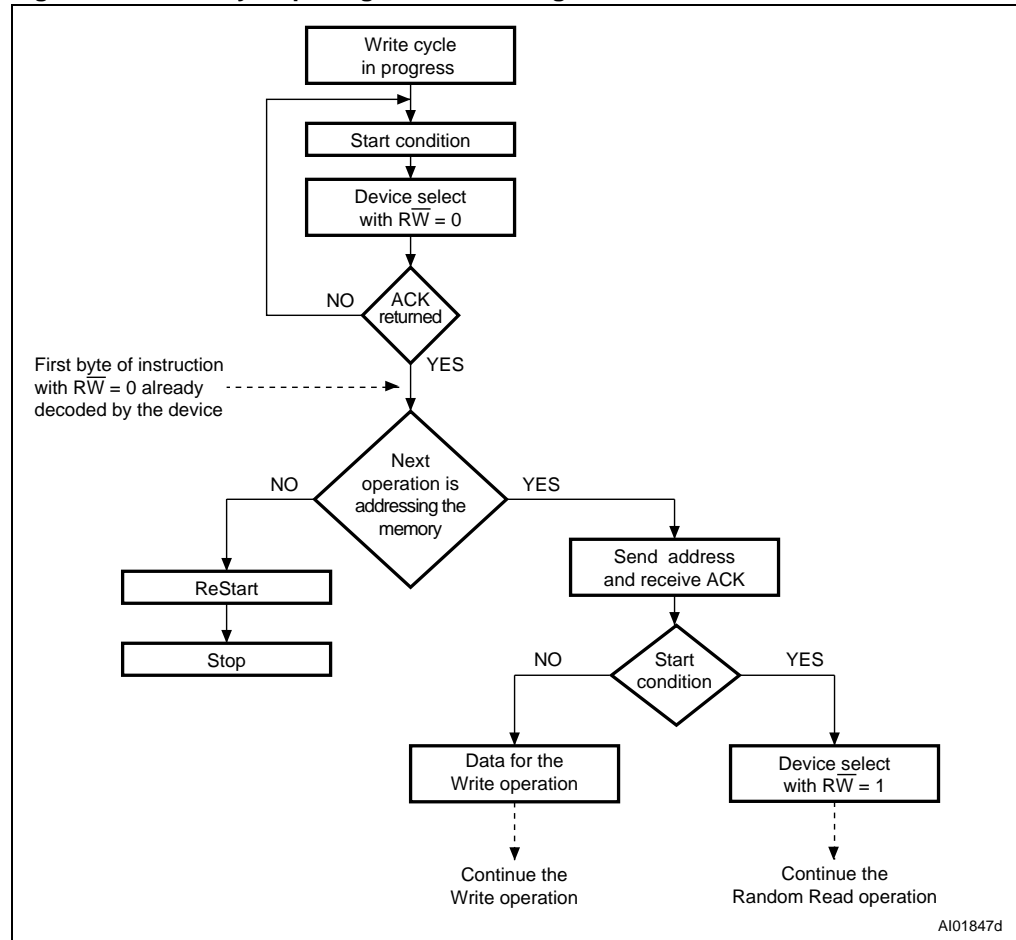 Write cycle
in progress
Start condition
Device select
with RW̅ = 0
NO
ACK
returned
YES
First byte of instruction
with RW̅ = 0 already
decoded by the device
Next
operation is
addressing the
memory
NO
YES
Send address
and receive ACK
ReStart
Stop
NO
Start
condition
YES
Data for the
Write operation
Device select
with RW̅ = 1
Continue the
Write operation
Continue the
Random Read operation
AI01847d